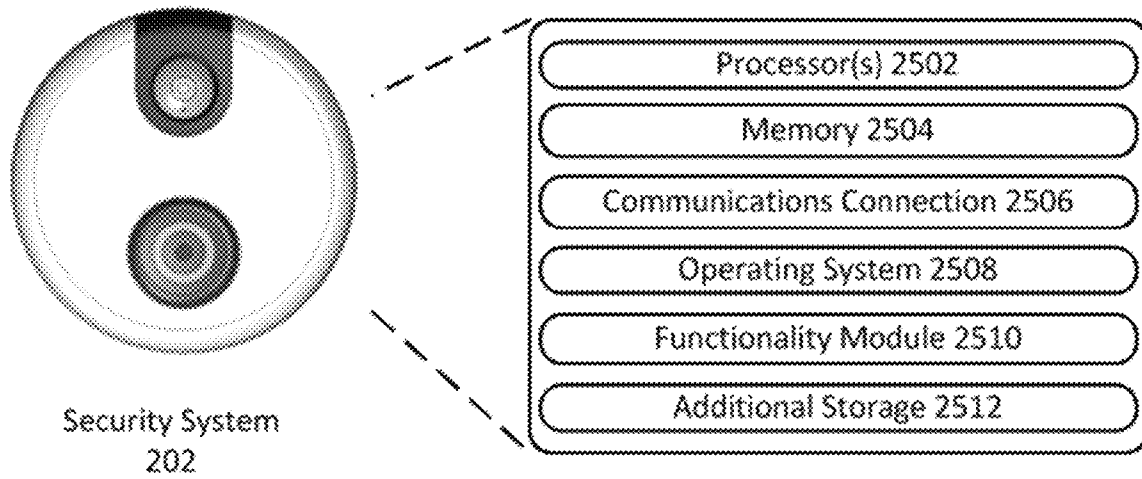 Processor(s) 2502
Memory 2504
Communications Connection 2506
Operating System 2508
Functionality Module 2510
Additional Storage 2512
Security System
202